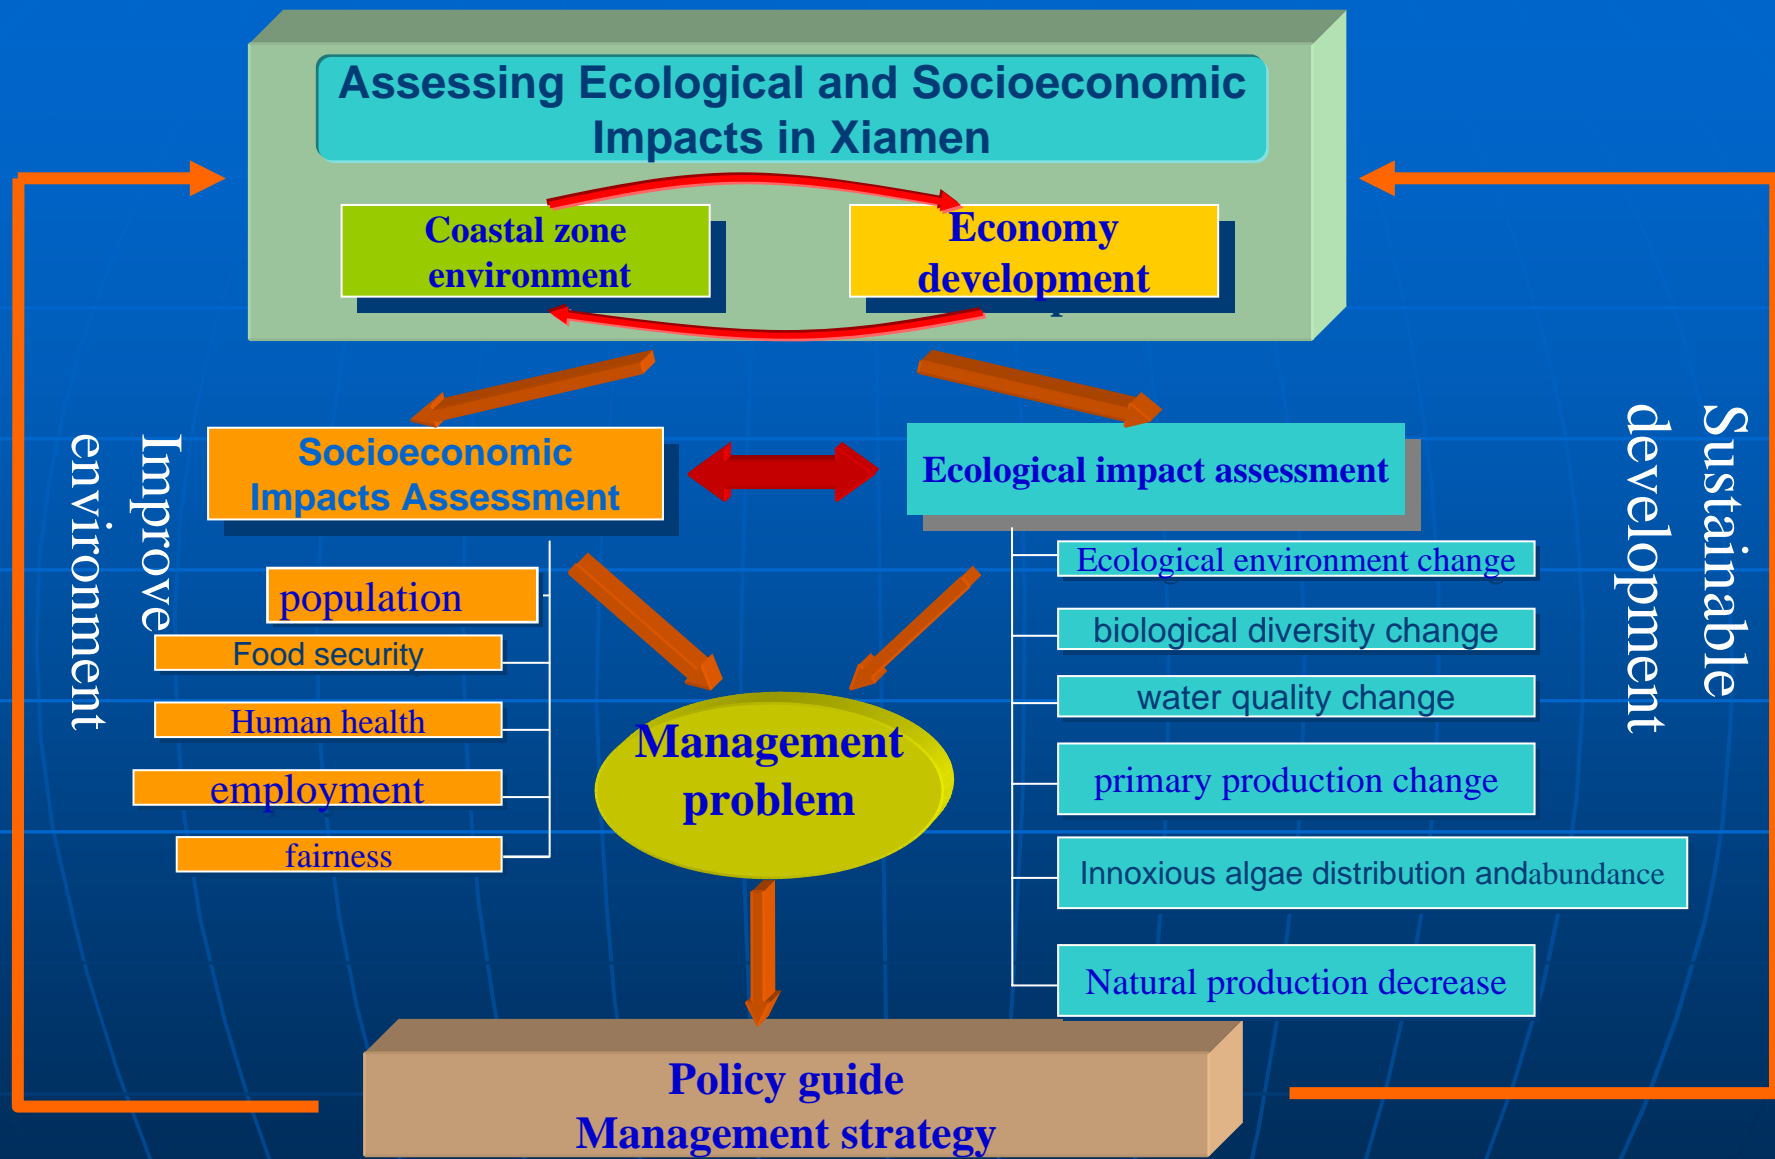 Assessing Ecological and Socioeconomic
Impacts in Xiamen
Coastal zone
environment
Economy
development
Socioeconomic
Impacts Assessment
Ecological impact assessment
Improve
environment
Sustainable
development
population
Food security
Human health
employment
fairness
Ecological environment change
biological diversity change
water quality change
primary production change
Innoxious algae distribution andabundance
Natural production decrease
Management
problem
Policy guide
Management strategy